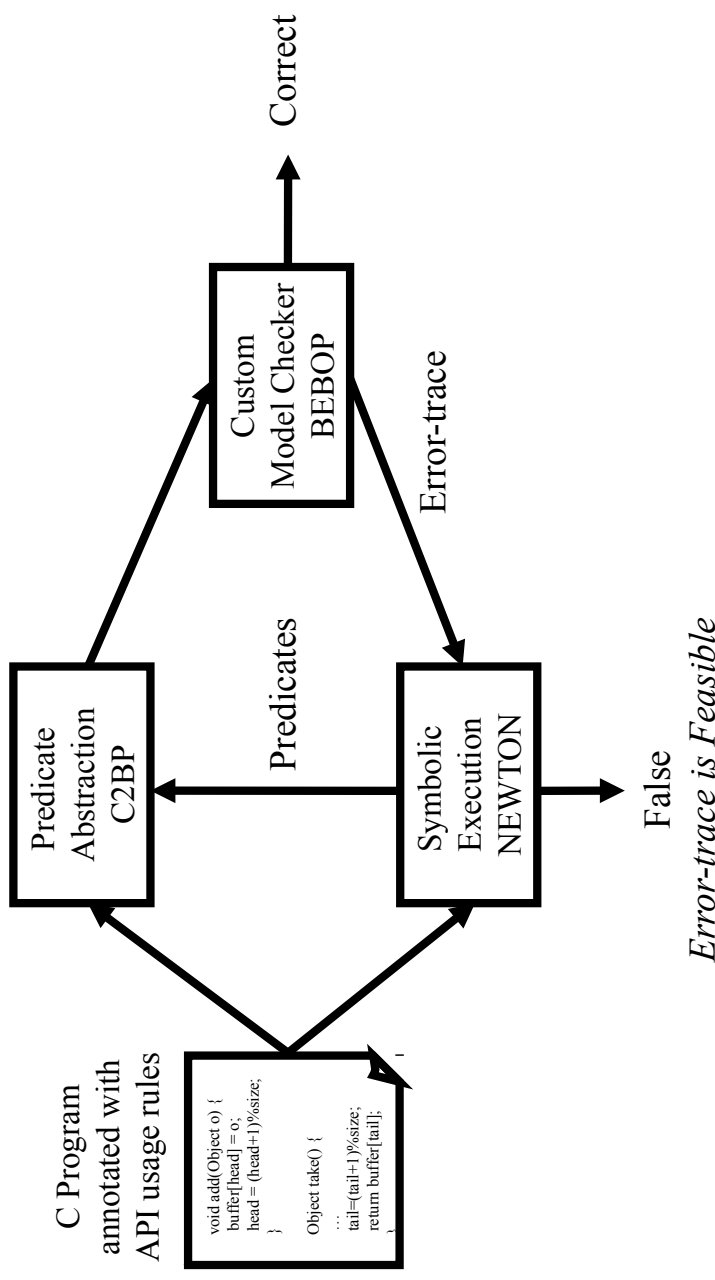 C Program
annotated with
API usage rules
void add(Object o) {
buffer[head] = o;
head = (head+1)%size;
}
Object take() {
…
tail=(tail+1)%size;
return buffer[tail];
}
Predicate
Abstraction
C2BP
Predicates
Symbolic
Execution
NEWTON
False
Error-trace is Feasible
Custom
Model Checker
BEBOP
Error-trace
Correct